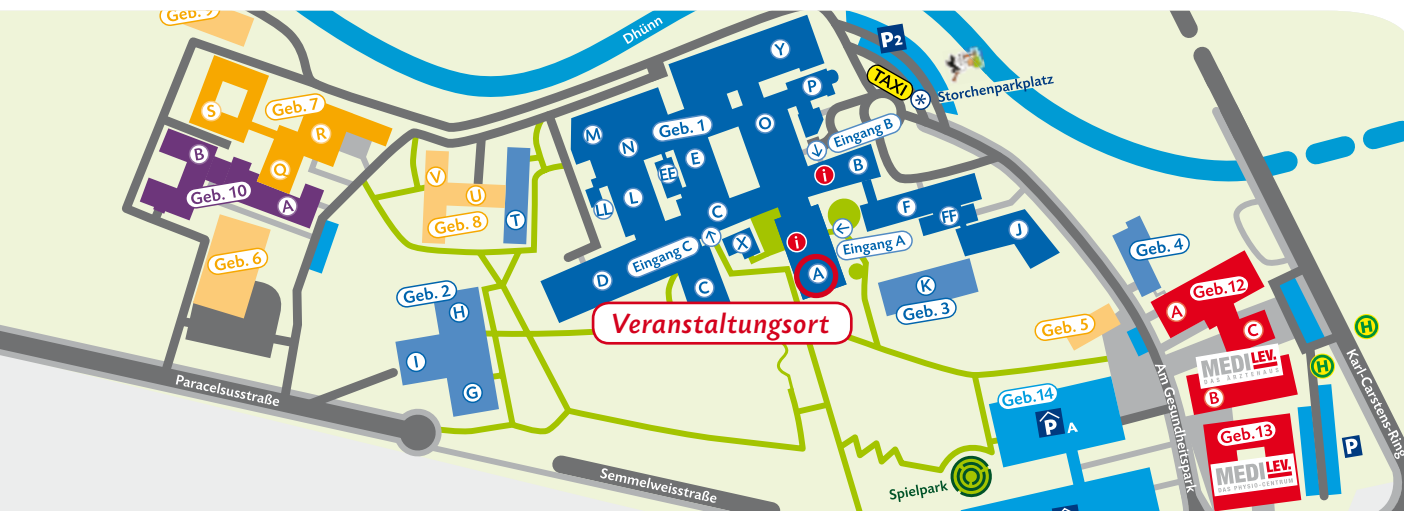 Geb. 9
Dhünn
Y
P2
TAXI
Storchenparkplatz
P
S
Geb. 7
R
Q
B
Geb. 10
A
Geb. 6
V
U
Geb. 8
T
M
N
Geb. 1
O
E
EE
L
LL
C
X
D
Eingang C
C
Eingang B
B
i
i
F
FF
J
Eingang A
A
K
Geb. 3
Veranstaltungsort
Geb. 2
H
I
G
Geb. 4
Geb. 5
Geb.12
A
C
MEDILEV.
DAS ÄRZTEHAUS
B
Geb.13
MEDILEV.
DAS PHYSIO-CENTRUM
H
H
P
Karl-Carstens-Ring
Am Gesundheitspark
Geb.14
P A
Spielpark
Paracelsusstraße
Semmelweisstraße